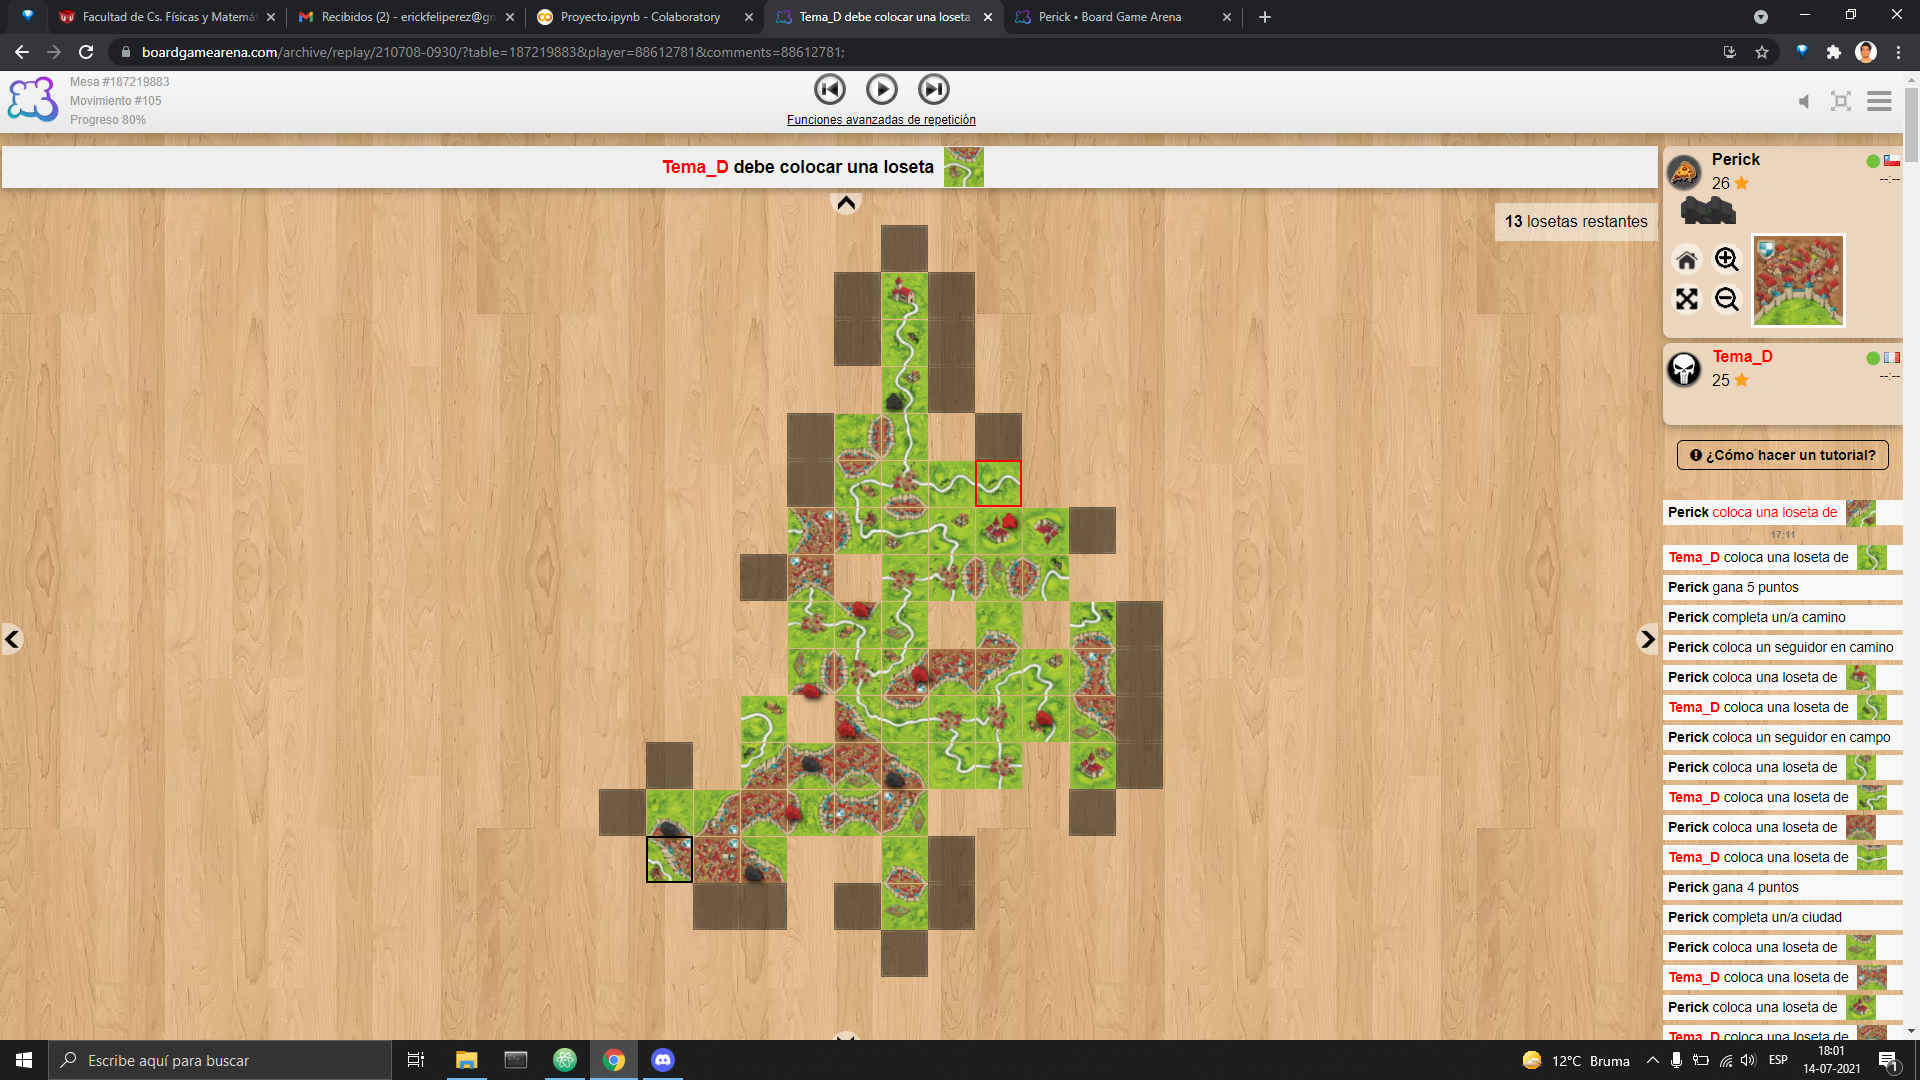 Facultad de Cs. Físicas y Matemá
Recibidos (2) - erickfeliperez@gm
Proyecto.ipynb - Colaboratory
Tema_D debe colocar una loseta
Perick • Board Game Arena
boardgamearena.com/archive/replay/210708-0930/?table=187219883&player=88612781&comments=88612781;
Mesa #187219883
Movimiento #105
Progreso 80%
Funciones avanzadas de repetición
Tema_D debe colocar una loseta
13 losetas restantes
Perick
26
--:--
Tema_D
25
--:--
¿Cómo hacer un tutorial?
Perick coloca una loseta de
17:11
Tema_D coloca una loseta de
Perick gana 5 puntos
Perick completa un/a camino
Perick coloca un seguidor en camino
Perick coloca una loseta de
Tema_D coloca una loseta de
Perick coloca un seguidor en campo
Perick coloca una loseta de
Tema_D coloca una loseta de
Perick coloca una loseta de
Tema_D coloca una loseta de
Perick gana 4 puntos
Perick completa un/a ciudad
Perick coloca una loseta de
Tema_D coloca una loseta de
Perick coloca una loseta de
Tema_D coloca una loseta de
Escribe aquí para buscar
12°C Bruma
ESP
18:01
14-07-2021
1